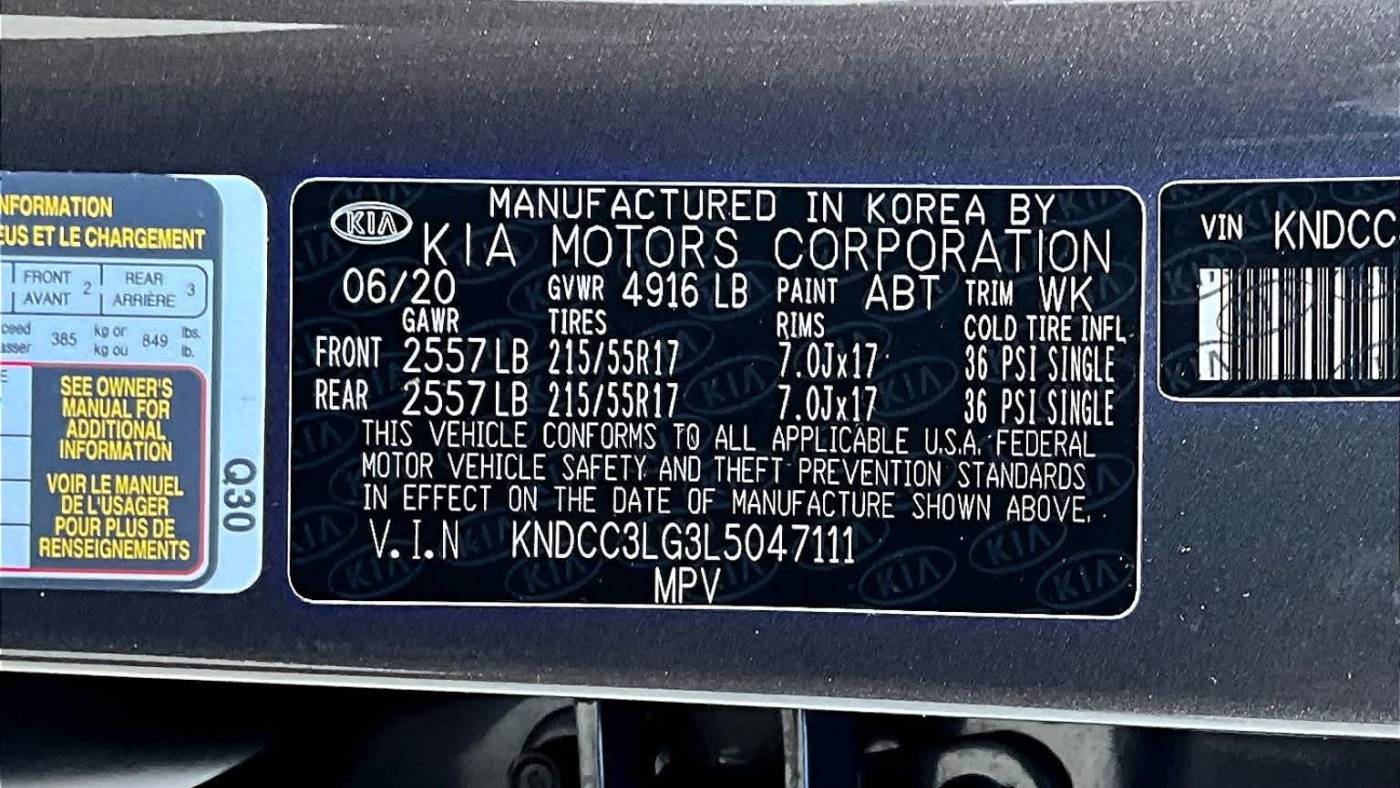 NFORMATION
EUS ET LE CHARGEMENT
FRONT 2 REAR 3
AVANT ARRIÈRE
ceed 385 kg or 849 lbs.
asser kg ou lb.
E
SEE OWNER'S
MANUAL FOR
ADDITIONAL
INFORMATION
VOIR LE MANUEL
DE L'USAGER
POUR PLUS DE
RENSEIGNEMENTS
Q30
KIA
MANUFACTURED IN KOREA BY
KIA MOTORS CORPORATION
06/20 GVWR 4916 LB PAINT ABT TRIM WK
GAWR TIRES RIMS COLD TIRE INFL.
FRONT 2557 LB 215/55R17 7.0Jx17 36 PSI SINGLE
REAR 2557 LB 215/55R17 7.0Jx17 36 PSI SINGLE
THIS VEHICLE CONFORMS TO ALL APPLICABLE U.S.A. FEDERAL
MOTOR VEHICLE SAFETY AND THEFT PREVENTION STANDARDS
IN EFFECT ON THE DATE OF MANUFACTURE SHOWN ABOVE.
V.I.N KNDCC3LG3L5047111
MPV
VIN KNDCC